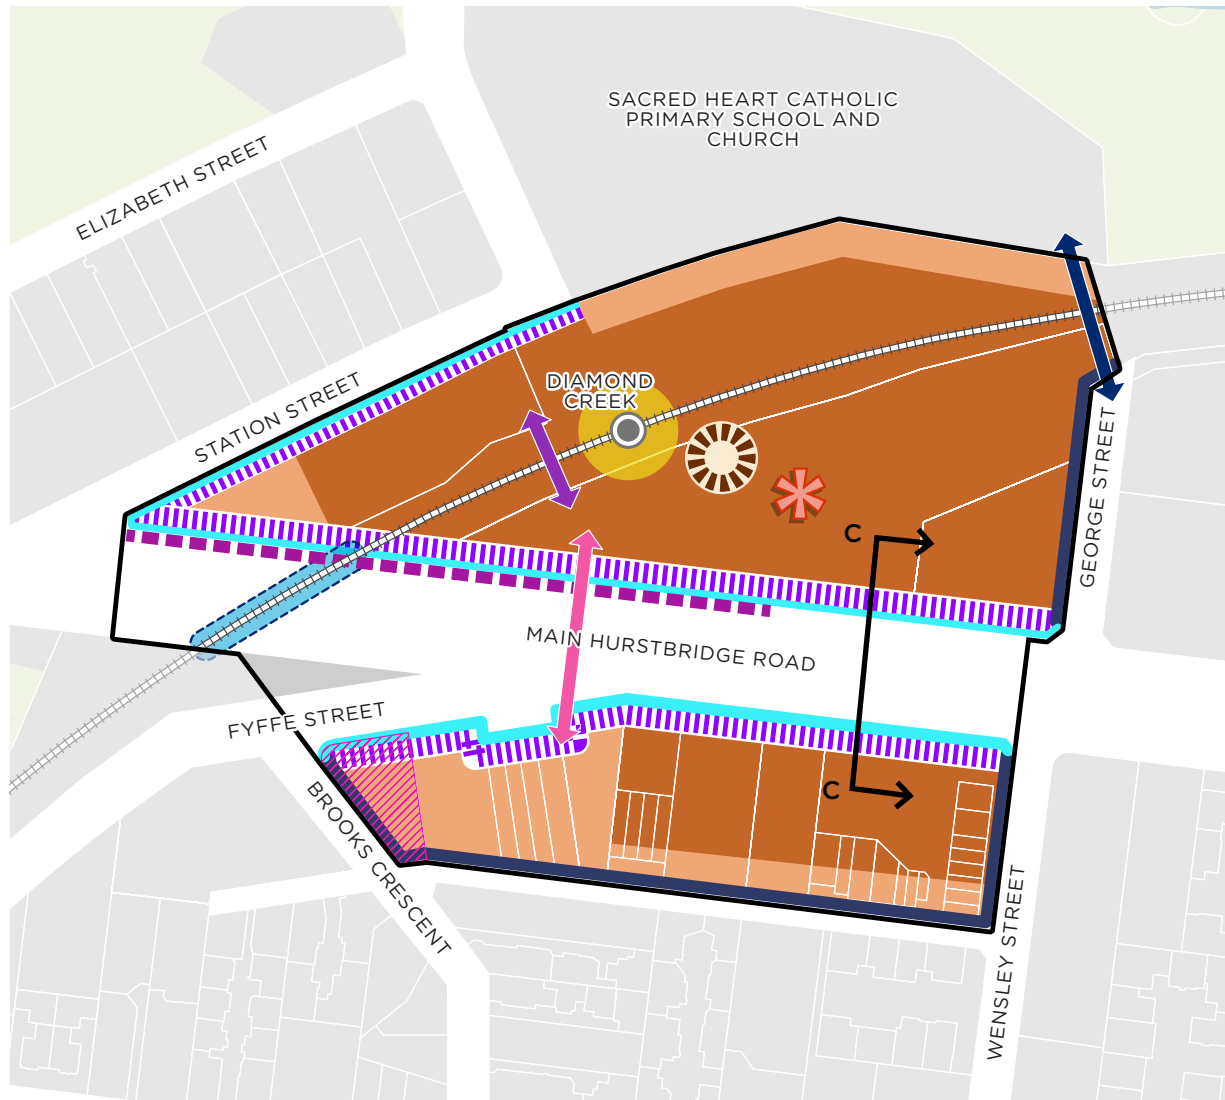 SACRED HEART CATHOLIC
PRIMARY SCHOOL AND
CHURCH
ELIZABETH STREET
STATION STREET
DIAMOND
CREEK
GEORGE STREET
C
MAIN HURSTBRIDGE ROAD
FYFFE STREET
C
BROOKS CRESCENT
WENSLEY STREET